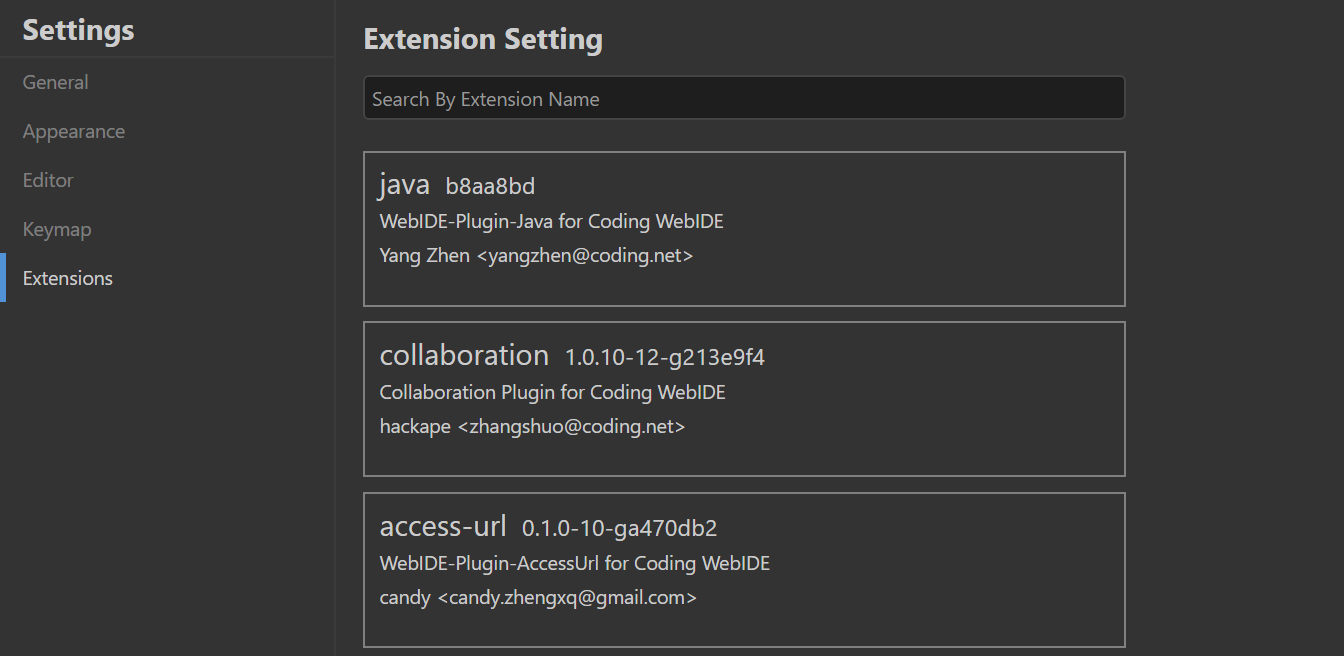 Settings
General
Appearance
Editor
Keymap
Extensions
Extension Setting
Search By Extension Name
java b8aa8bd
WebIDE-Plugin-Java for Coding WebIDE
Yang Zhen <yangzhen@coding.net>
collaboration 1.0.10-12-g213e9f4
Collaboration Plugin for Coding WebIDE
hackape <zhangshuo@coding.net>
access-url 0.1.0-10-ga470db2
WebIDE-Plugin-AccessUrl for Coding WebIDE
candy <candy.zhengxq@gmail.com>